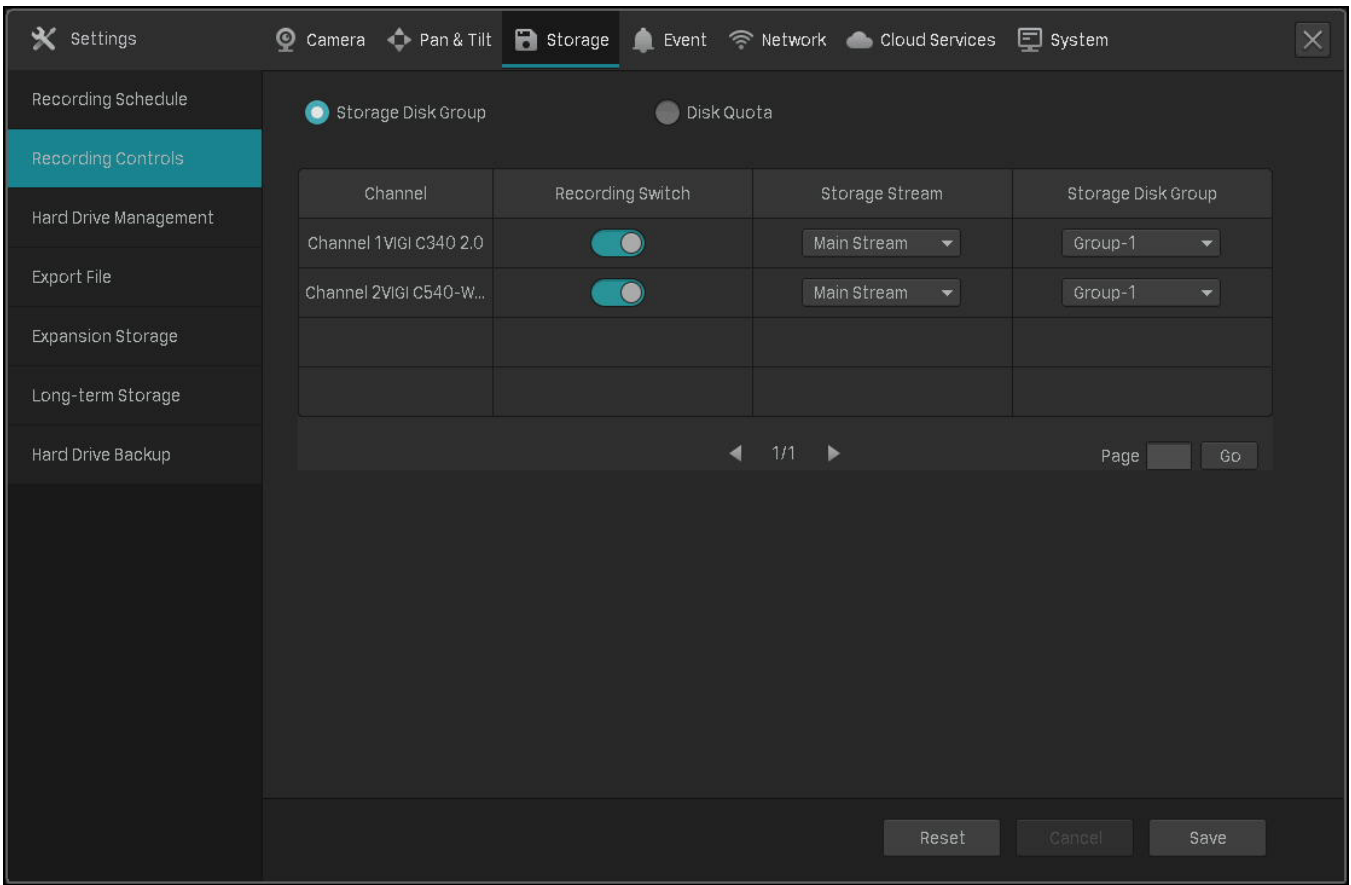 Settings
Camera Pan & Tilt Storage Event Network Cloud Services System
Recording Schedule
Recording Controls
Hard Drive Management
Export File
Expansion Storage
Long-term Storage
Hard Drive Backup
Storage Disk Group Disk Quota
Channel Recording Switch Storage Stream Storage Disk Group
Channel 1VIGI C340 2.0 Main Stream Group-1
Channel 2VIGI C540-W... Main Stream Group-1
1/1 Page Go
Reset Cancel Save